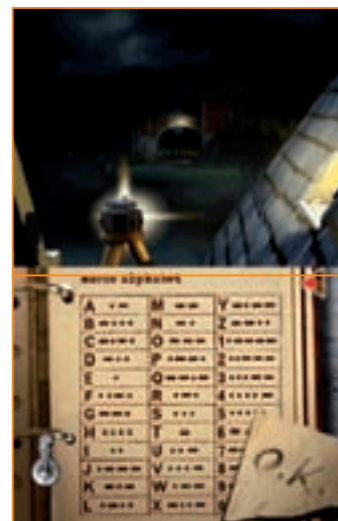 Morse alphabet
A •– M –– Y –•––
B –••• N –• Z ––••
C –•–• O ––– 1 •––––
D –•• P •––• 2 ••–––
E • Q ––•– 3 •••––
F ••–• R •–• 4 ••••–
G ––• S ••• 5 •••••
H •••• T – 6
I •• U ••– 7
J •––– V •••– 8
K –•– W •–– 9
L •–•• X –••–
O.K.